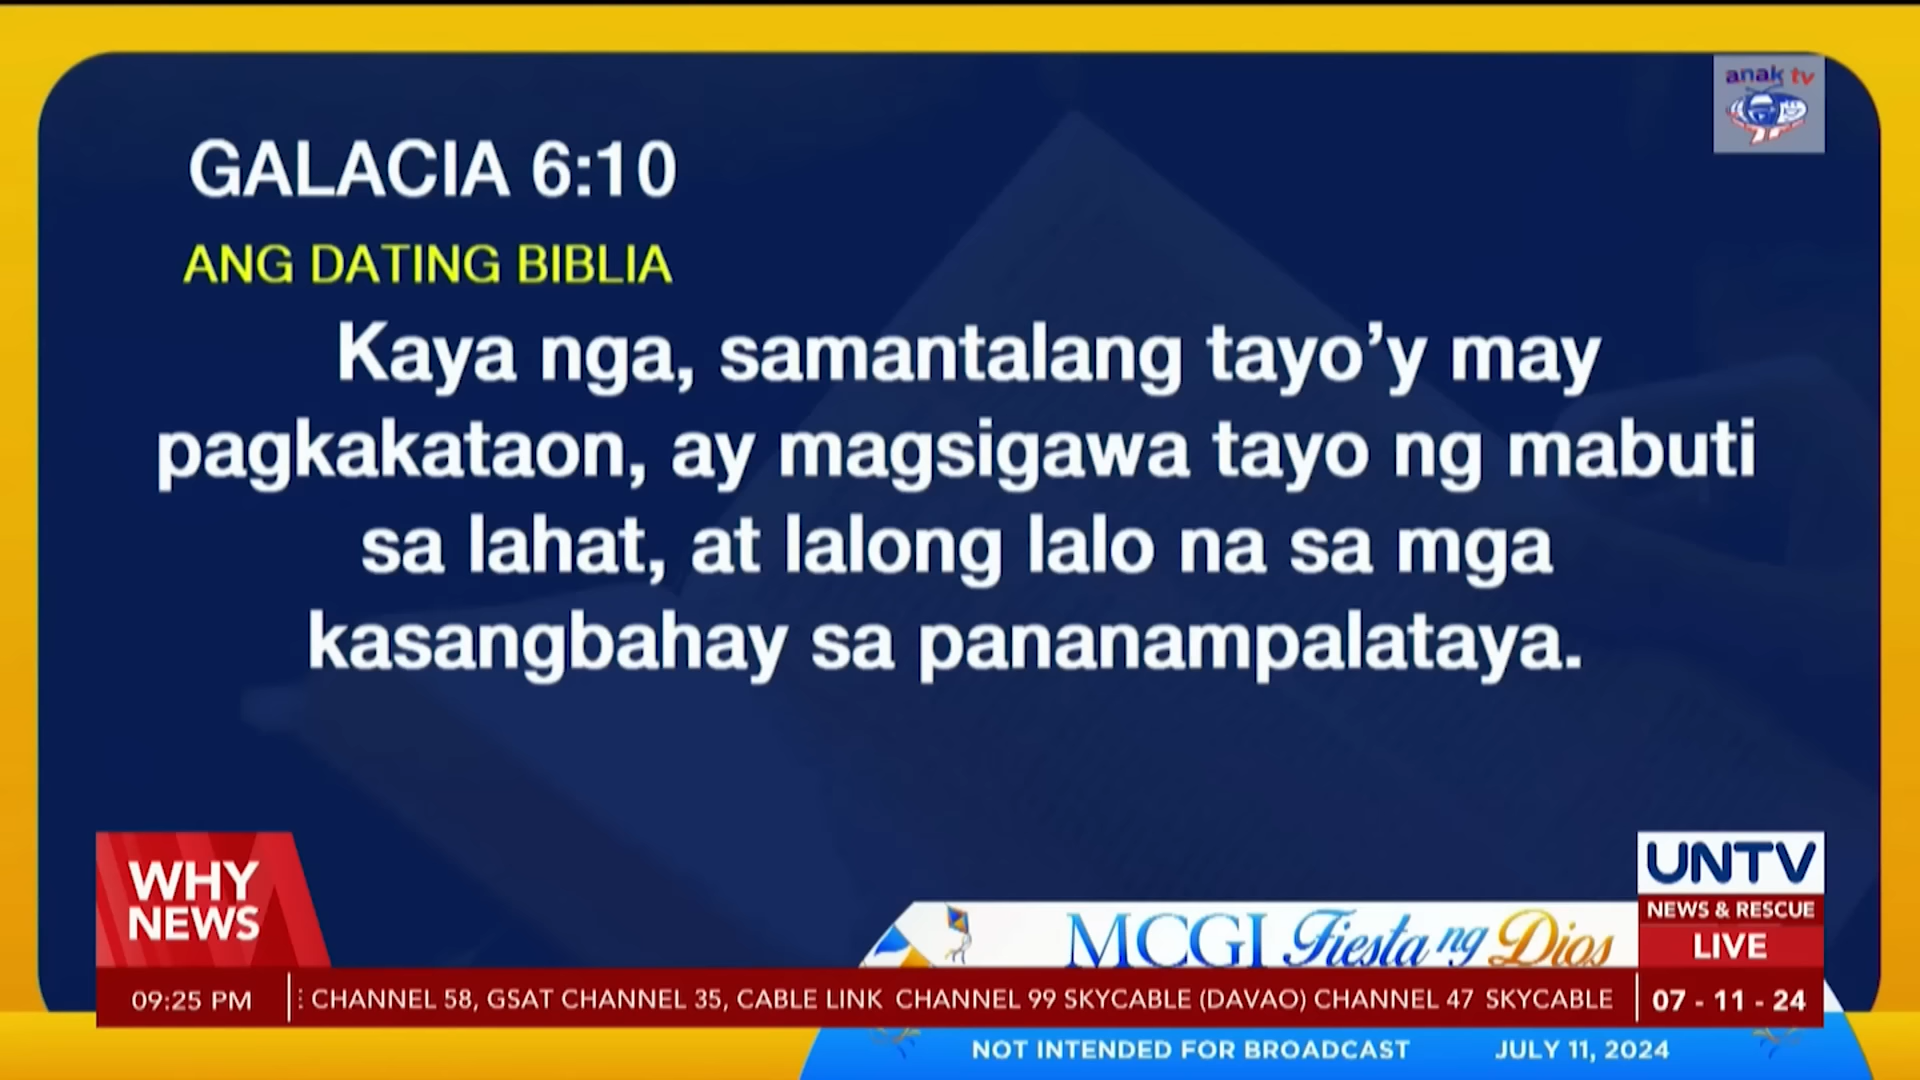 anak tv
GALACIA 6:10
ANG DATING BIBLIA
Kaya nga, samantalang tayo’y may
pagkakataon, ay magsigawa tayo ng mabuti
sa lahat, at lalong lalo na sa mga
kasangbahay sa pananampalataya.
WHY
NEWS
UNTV
NEWS & RESCUE
LIVE
MCGI Fiesta ng Dios
09:25 PM
: CHANNEL 58, GSAT CHANNEL 35, CABLE LINK CHANNEL 99 SKYCABLE (DAVAO) CHANNEL 47 SKYCABLE
07 - 11 - 24
NOT INTENDED FOR BROADCAST JULY 11, 2024